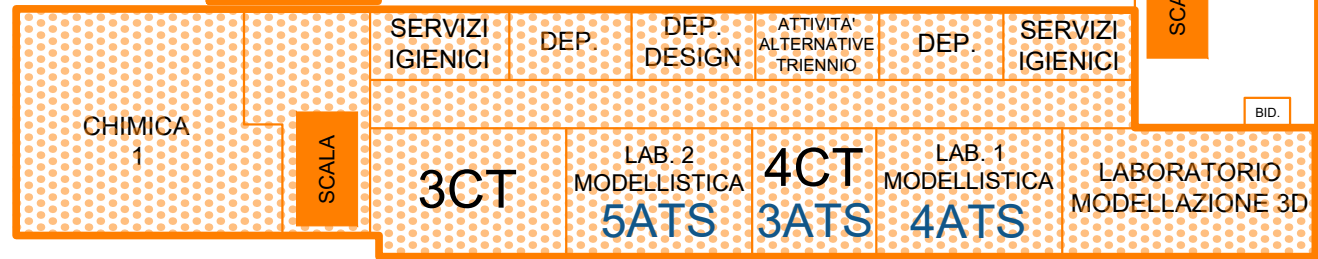 SERVIZI
IGIENICI
DEP.
DEP.
DESIGN
ATTIVITA'
ALTERNATIVE
TRIENNIO
DEP.
SERVIZI
IGIENICI
BID.
CHIMICA
1
SCALA
3CT
LAB. 2
MODELLISTICA
5ATS
4CT
3ATS
LAB. 1
MODELLISTICA
4ATS
LABORATORIO
MODELLAZIONE 3D